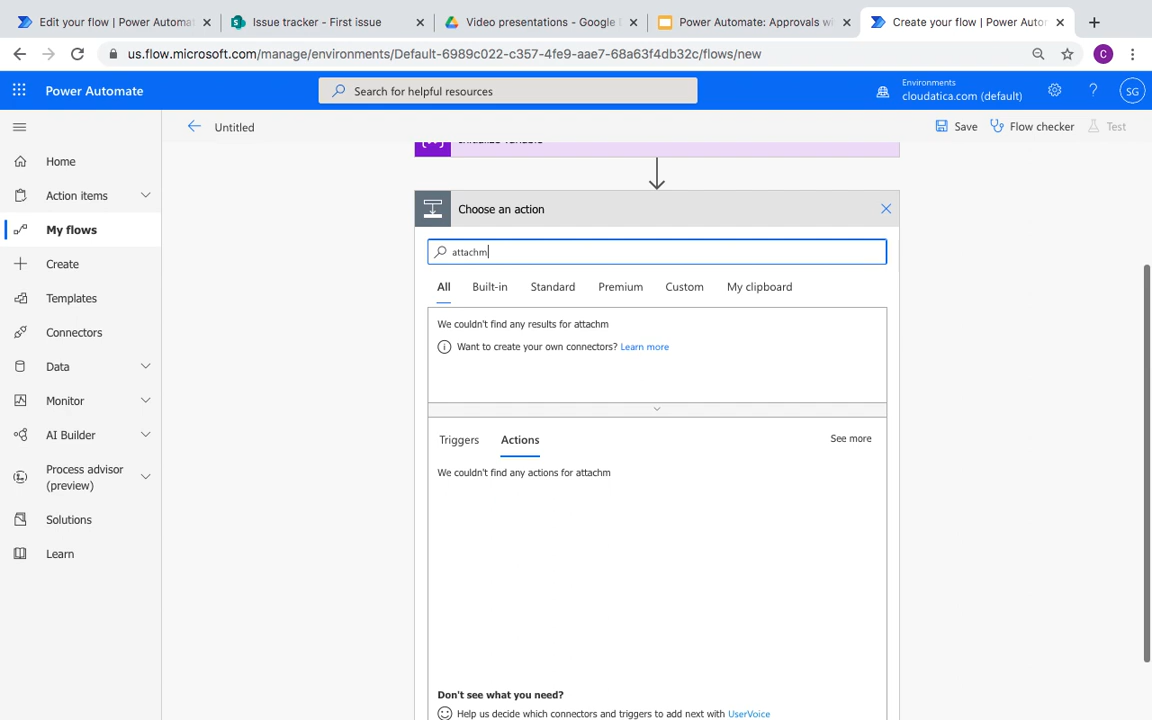 Edit your flow | Power Automat
Issue tracker - First issue
Video presentations - Google
Power Automate: Approvals wi
Create your flow | Power Auto
us.flow.microsoft.com/manage/environments/Default-6989c022-c357-4fe9-aae7-68a63f4db32c/flows/new
C
Power Automate
Search for helpful resources
Environments
cloudatica.com (default)
?
SG
Untitled
Save
Flow checker
Test
Home
Action items
My flows
Create
Templates
Connectors
Data
Monitor
AI Builder
Process advisor
(preview)
Solutions
Learn
Initialize variable
Choose an action
attachm
All
Built-in
Standard
Premium
Custom
My clipboard
We couldn't find any results for attachm
Want to create your own connectors? Learn more
Triggers
Actions
See more
We couldn't find any actions for attachm
Don't see what you need?
Help us decide which connectors and triggers to add next with UserVoice